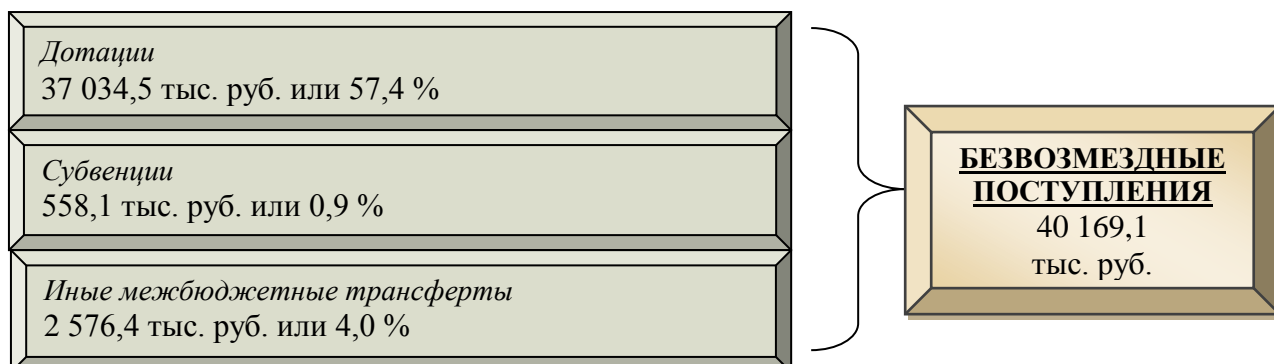 Дотации
37 034,5 тыс. руб. или 57,4 %
Субвенции
558,1 тыс. руб. или 0,9 %
Иные межбюджетные трансферты
2 576,4 тыс. руб. или 4,0 %
БЕЗВОЗМЕЗДНЫЕ
ПОСТУПЛЕНИЯ
40 169,1
тыс. руб.